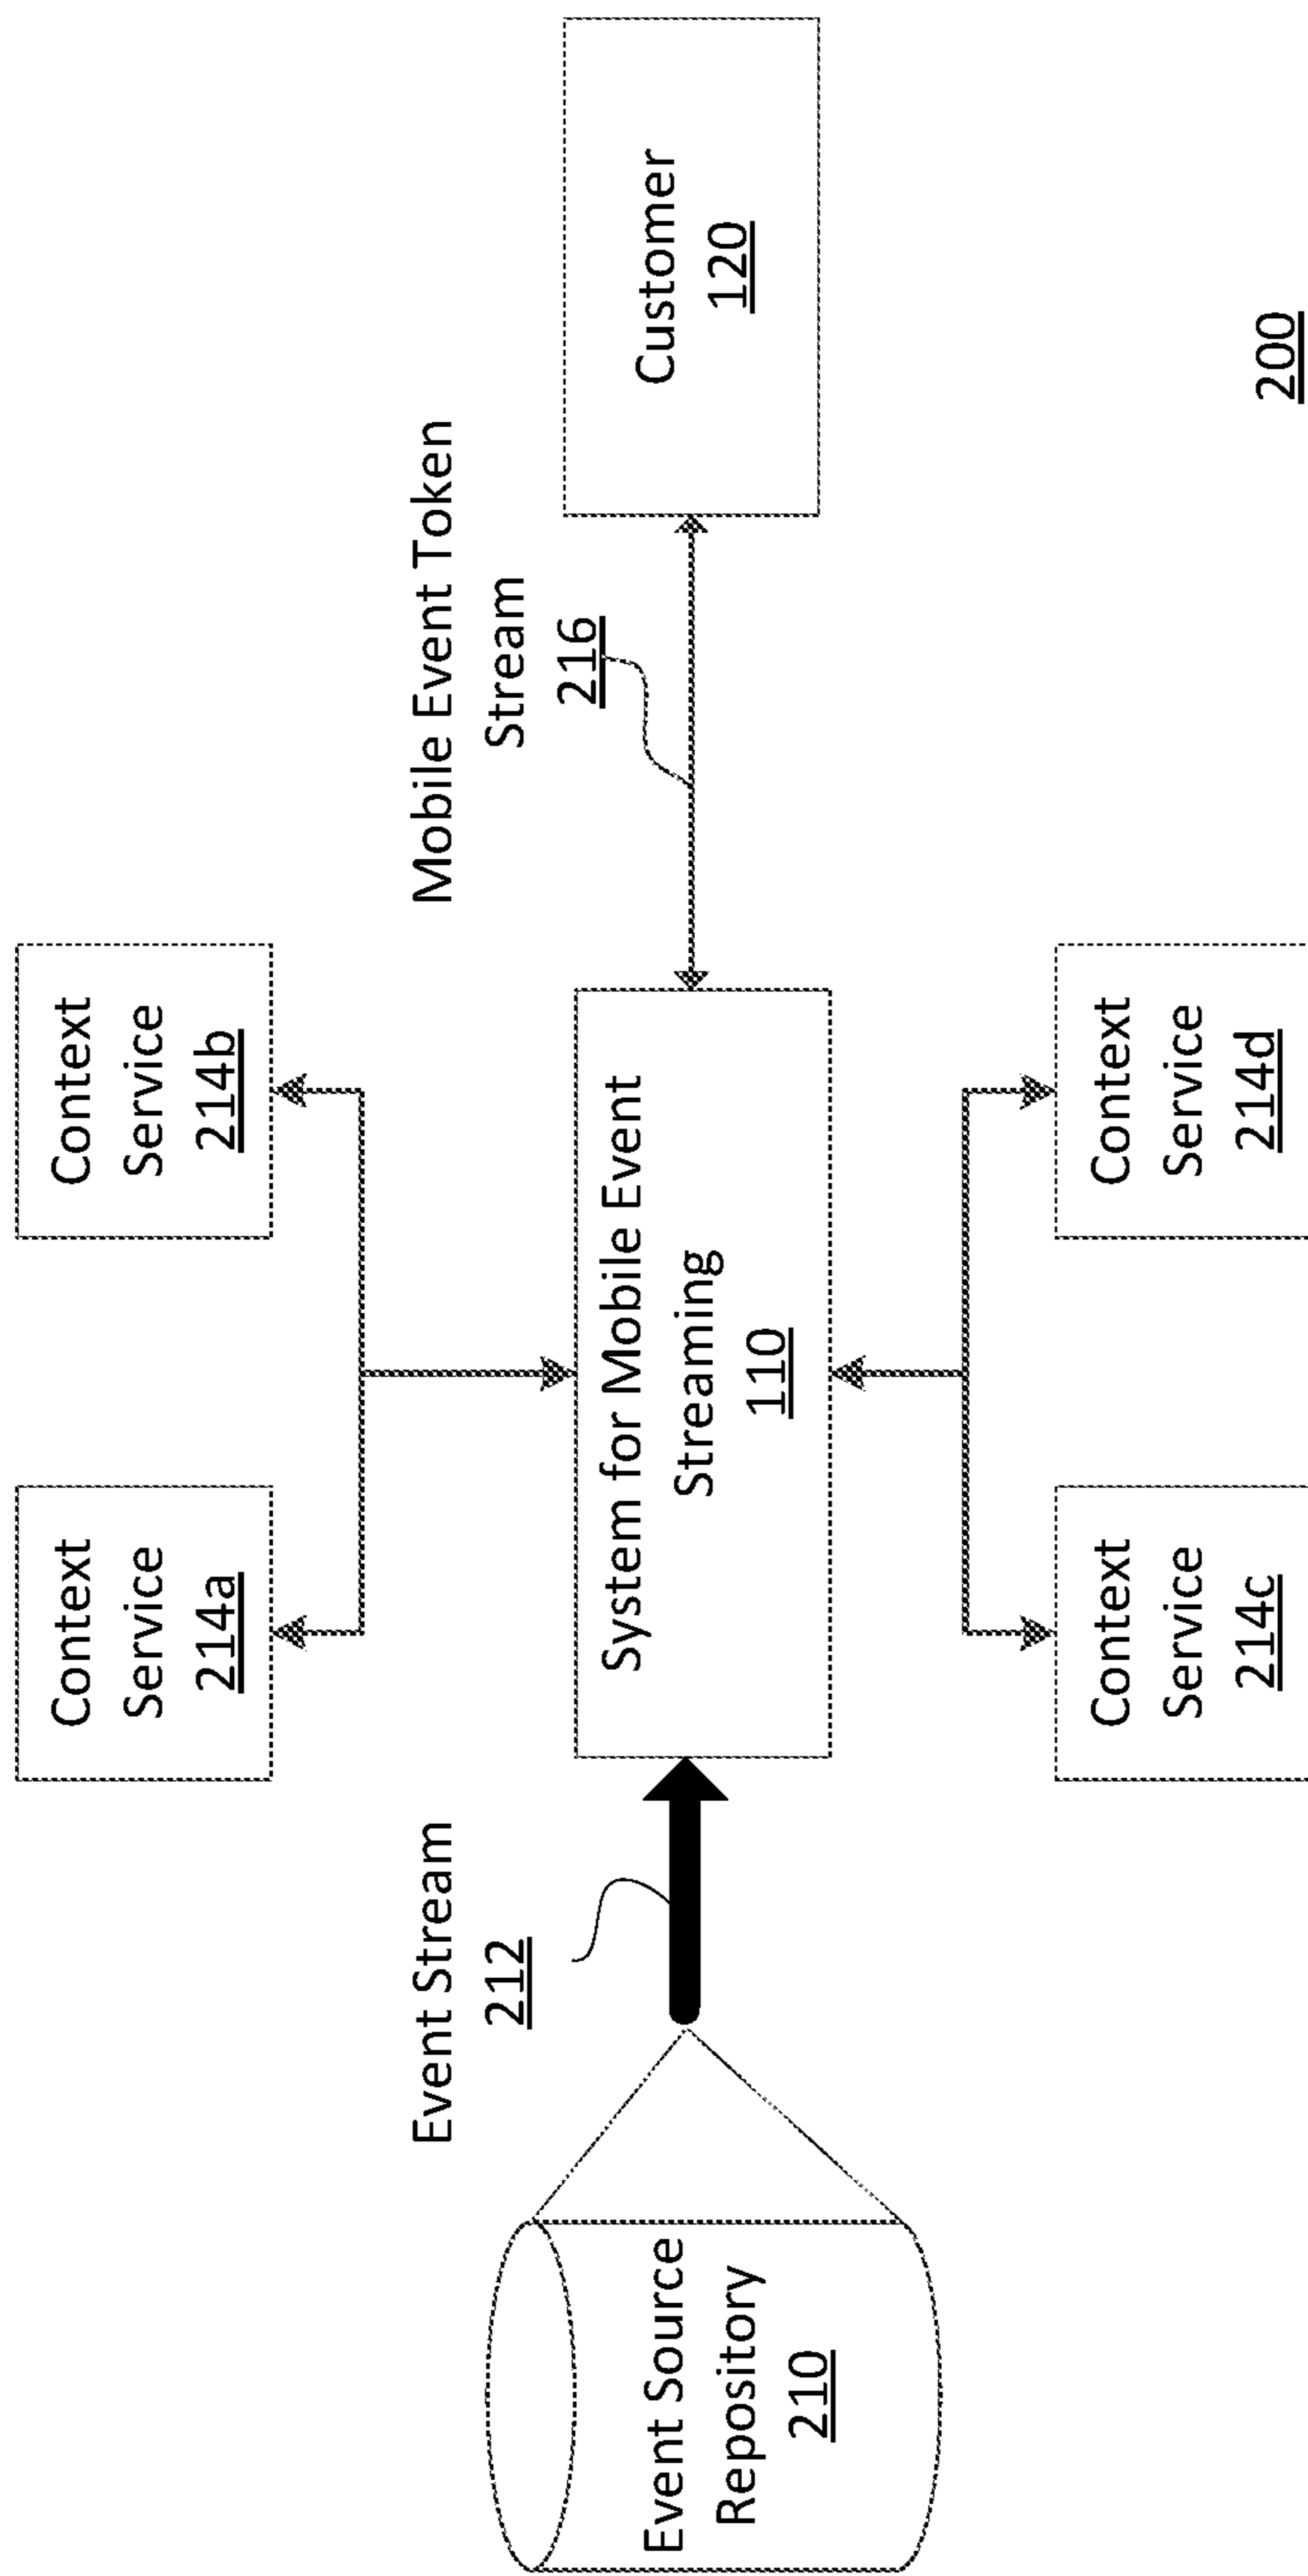 Context
Service
214a
Context
Service
214b
Event Stream
212
Mobile Event Token
Stream
216
Event Source
Repository
210
System for Mobile Event
Streaming
110
Customer
120
Context
Service
214c
Context
Service
214d
200